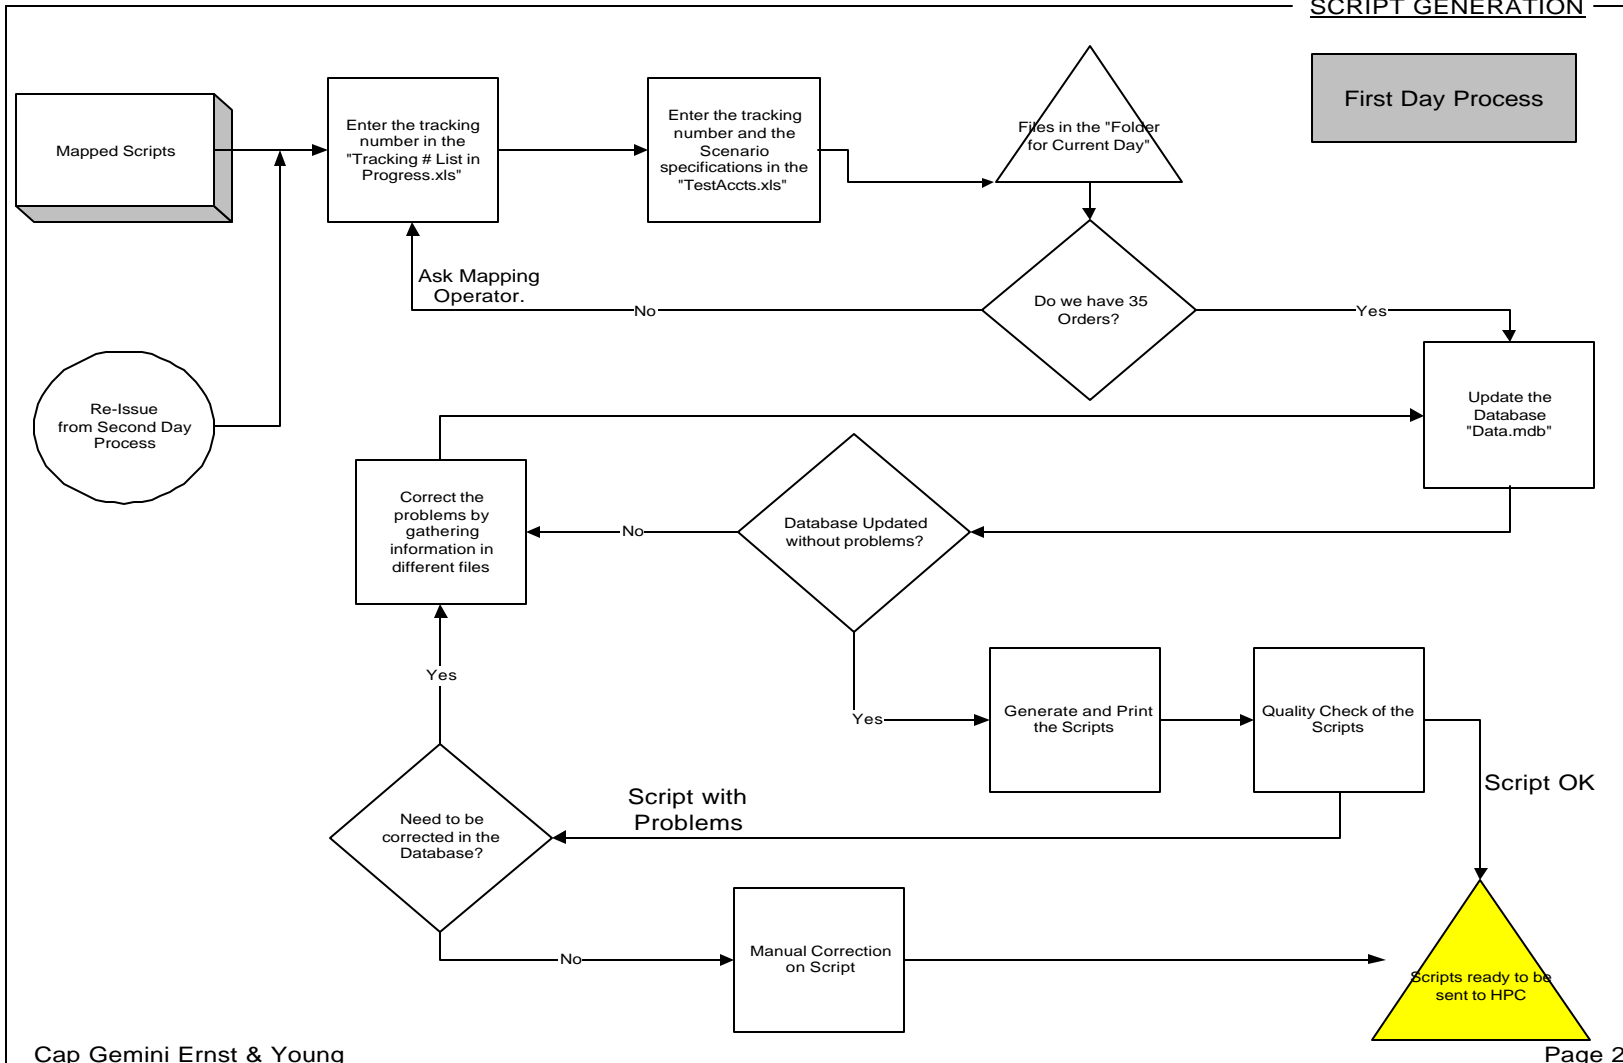 SCRIPT GENERATION
First Day Process
Mapped Scripts
Enter the tracking
number in the
"Tracking # List in
Progress.xls"
Enter the tracking
number and the
Scenario
specifications in the
"TestAccts.xls"
Files in the "Folder
for Current Day"
Ask Mapping
Operator.
No
Do we have 35
Orders?
Yes
Re-Issue
from Second Day
Process
Update the
Database
"Data.mdb"
Correct the
problems by
gathering
information in
different files
No
Database Updated
without problems?
Yes
Yes
Generate and Print
the Scripts
Quality Check of the
Scripts
Script OK
Script with
Problems
Need to be
corrected in the
Database?
No
Manual Correction
on Script
Scripts ready to be
sent to HPC
Cap Gemini Ernst & Young
Page 2